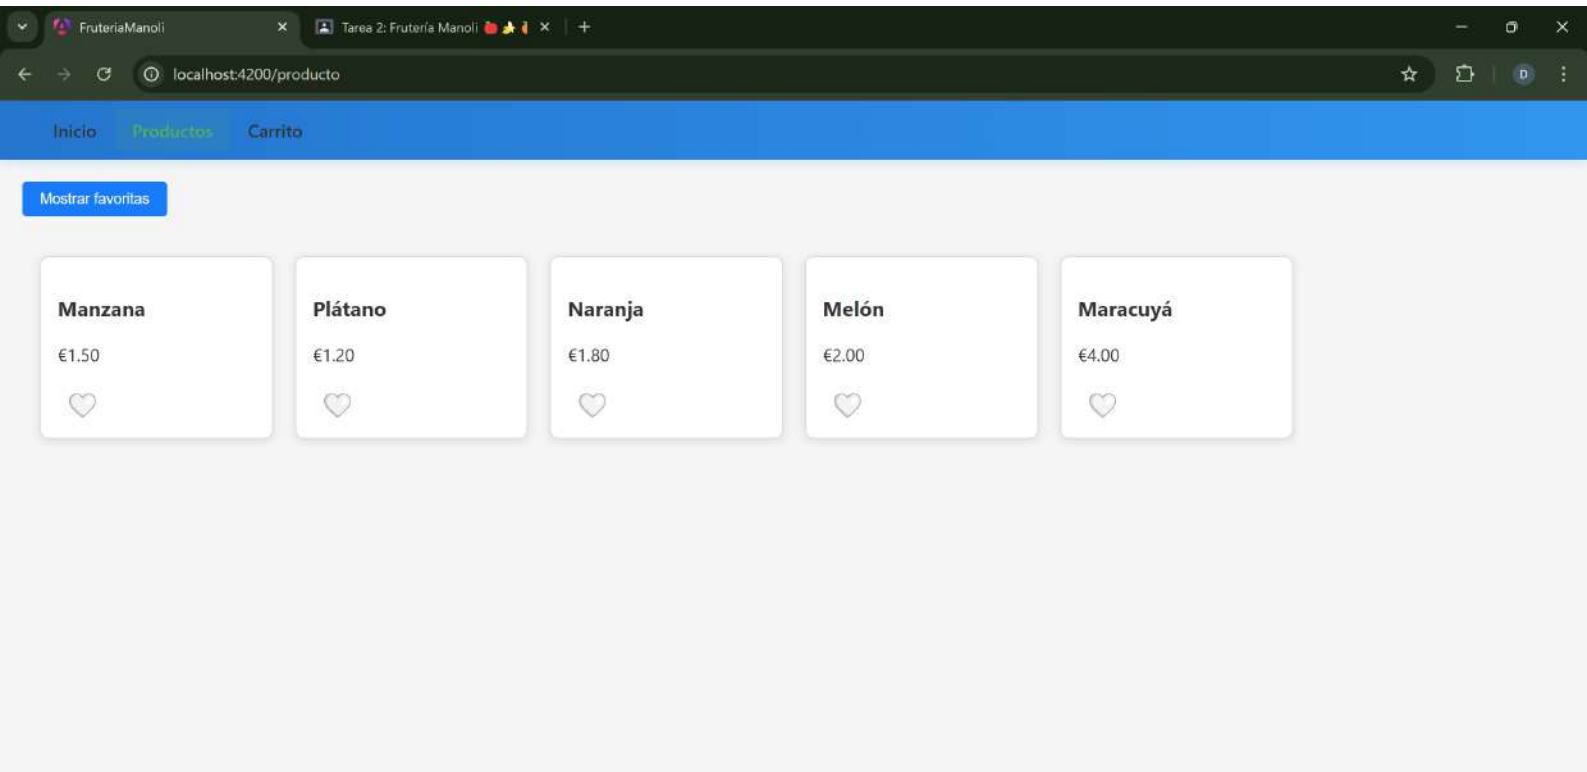 FruteriaManoli
Tarea 2: Frutería Manoli
localhost:4200/producto
D
Inicio Productos Carrito
Mostrar favoritas
Manzana Plátano Naranja Melón Maracuyá
€1.50 €1.20 €1.80 €2.00 €4.00